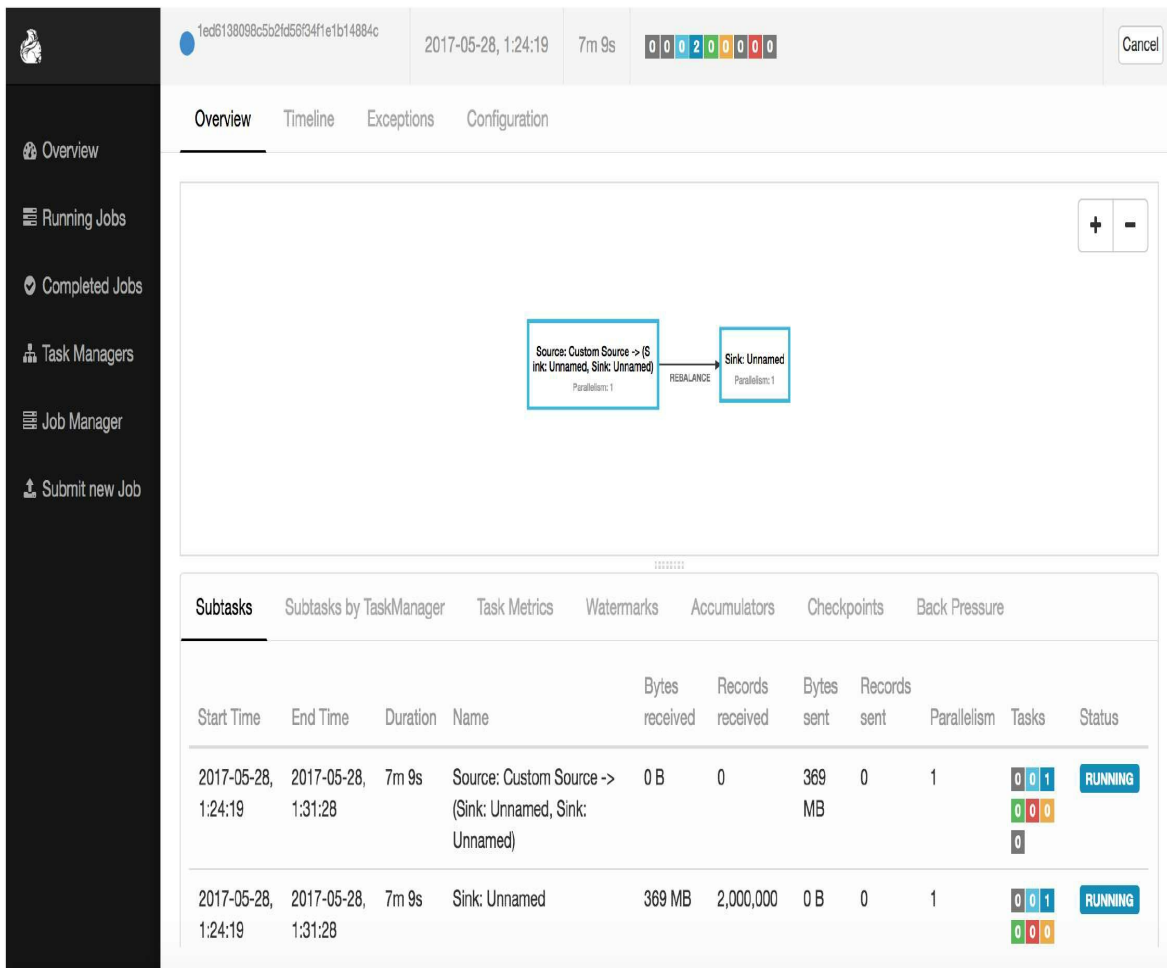 1ed6138098c5b2fd56f34f1e1b14884c
2017-05-28, 1:24:19
7m 9s
0 0 0 2 0 0 0 0 0
Cancel
Overview
Running Jobs
Completed Jobs
Task Managers
Job Manager
Submit new Job
Overview Timeline Exceptions Configuration
+ −
Source: Custom Source -> (S
ink: Unnamed, Sink: Unnamed)
Parallelism: 1
REBALANCE
Sink: Unnamed
Parallelism: 1
Subtasks Subtasks by TaskManager Task Metrics Watermarks Accumulators Checkpoints Back Pressure
Start Time End Time Duration Name Bytes received Records received Bytes sent Records sent Parallelism Tasks Status
2017-05-28, 2017-05-28, 7m 9s Source: Custom Source -> 0 B 0 369 0 1 0 0 1 RUNNING
1:24:19 1:31:28 (Sink: Unnamed, Sink: MB 0 0 0
Unnamed) 0
2017-05-28, 2017-05-28, 7m 9s Sink: Unnamed 369 MB 2,000,000 0 B 0 1 0 0 1 RUNNING
1:24:19 1:31:28 0 0 0